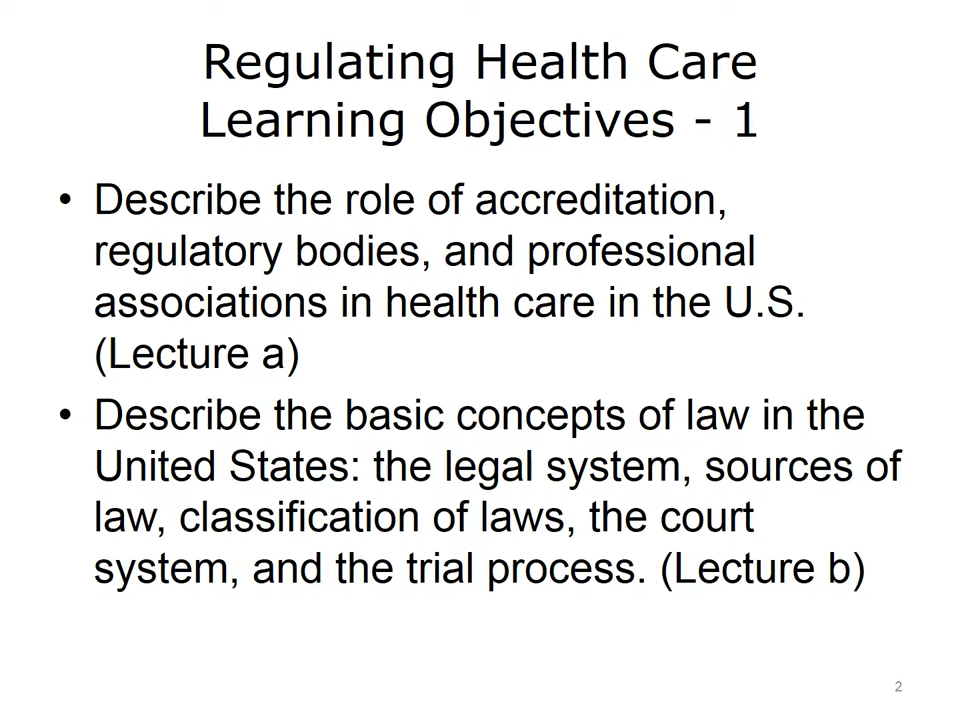 Regulating Health Care
Learning Objectives - 1
• Describe the role of accreditation,
regulatory bodies, and professional
associations in health care in the U.S.
(Lecture a)
• Describe the basic concepts of law in the
United States: the legal system, sources of
law, classification of laws, the court
system, and the trial process. (Lecture b)
2